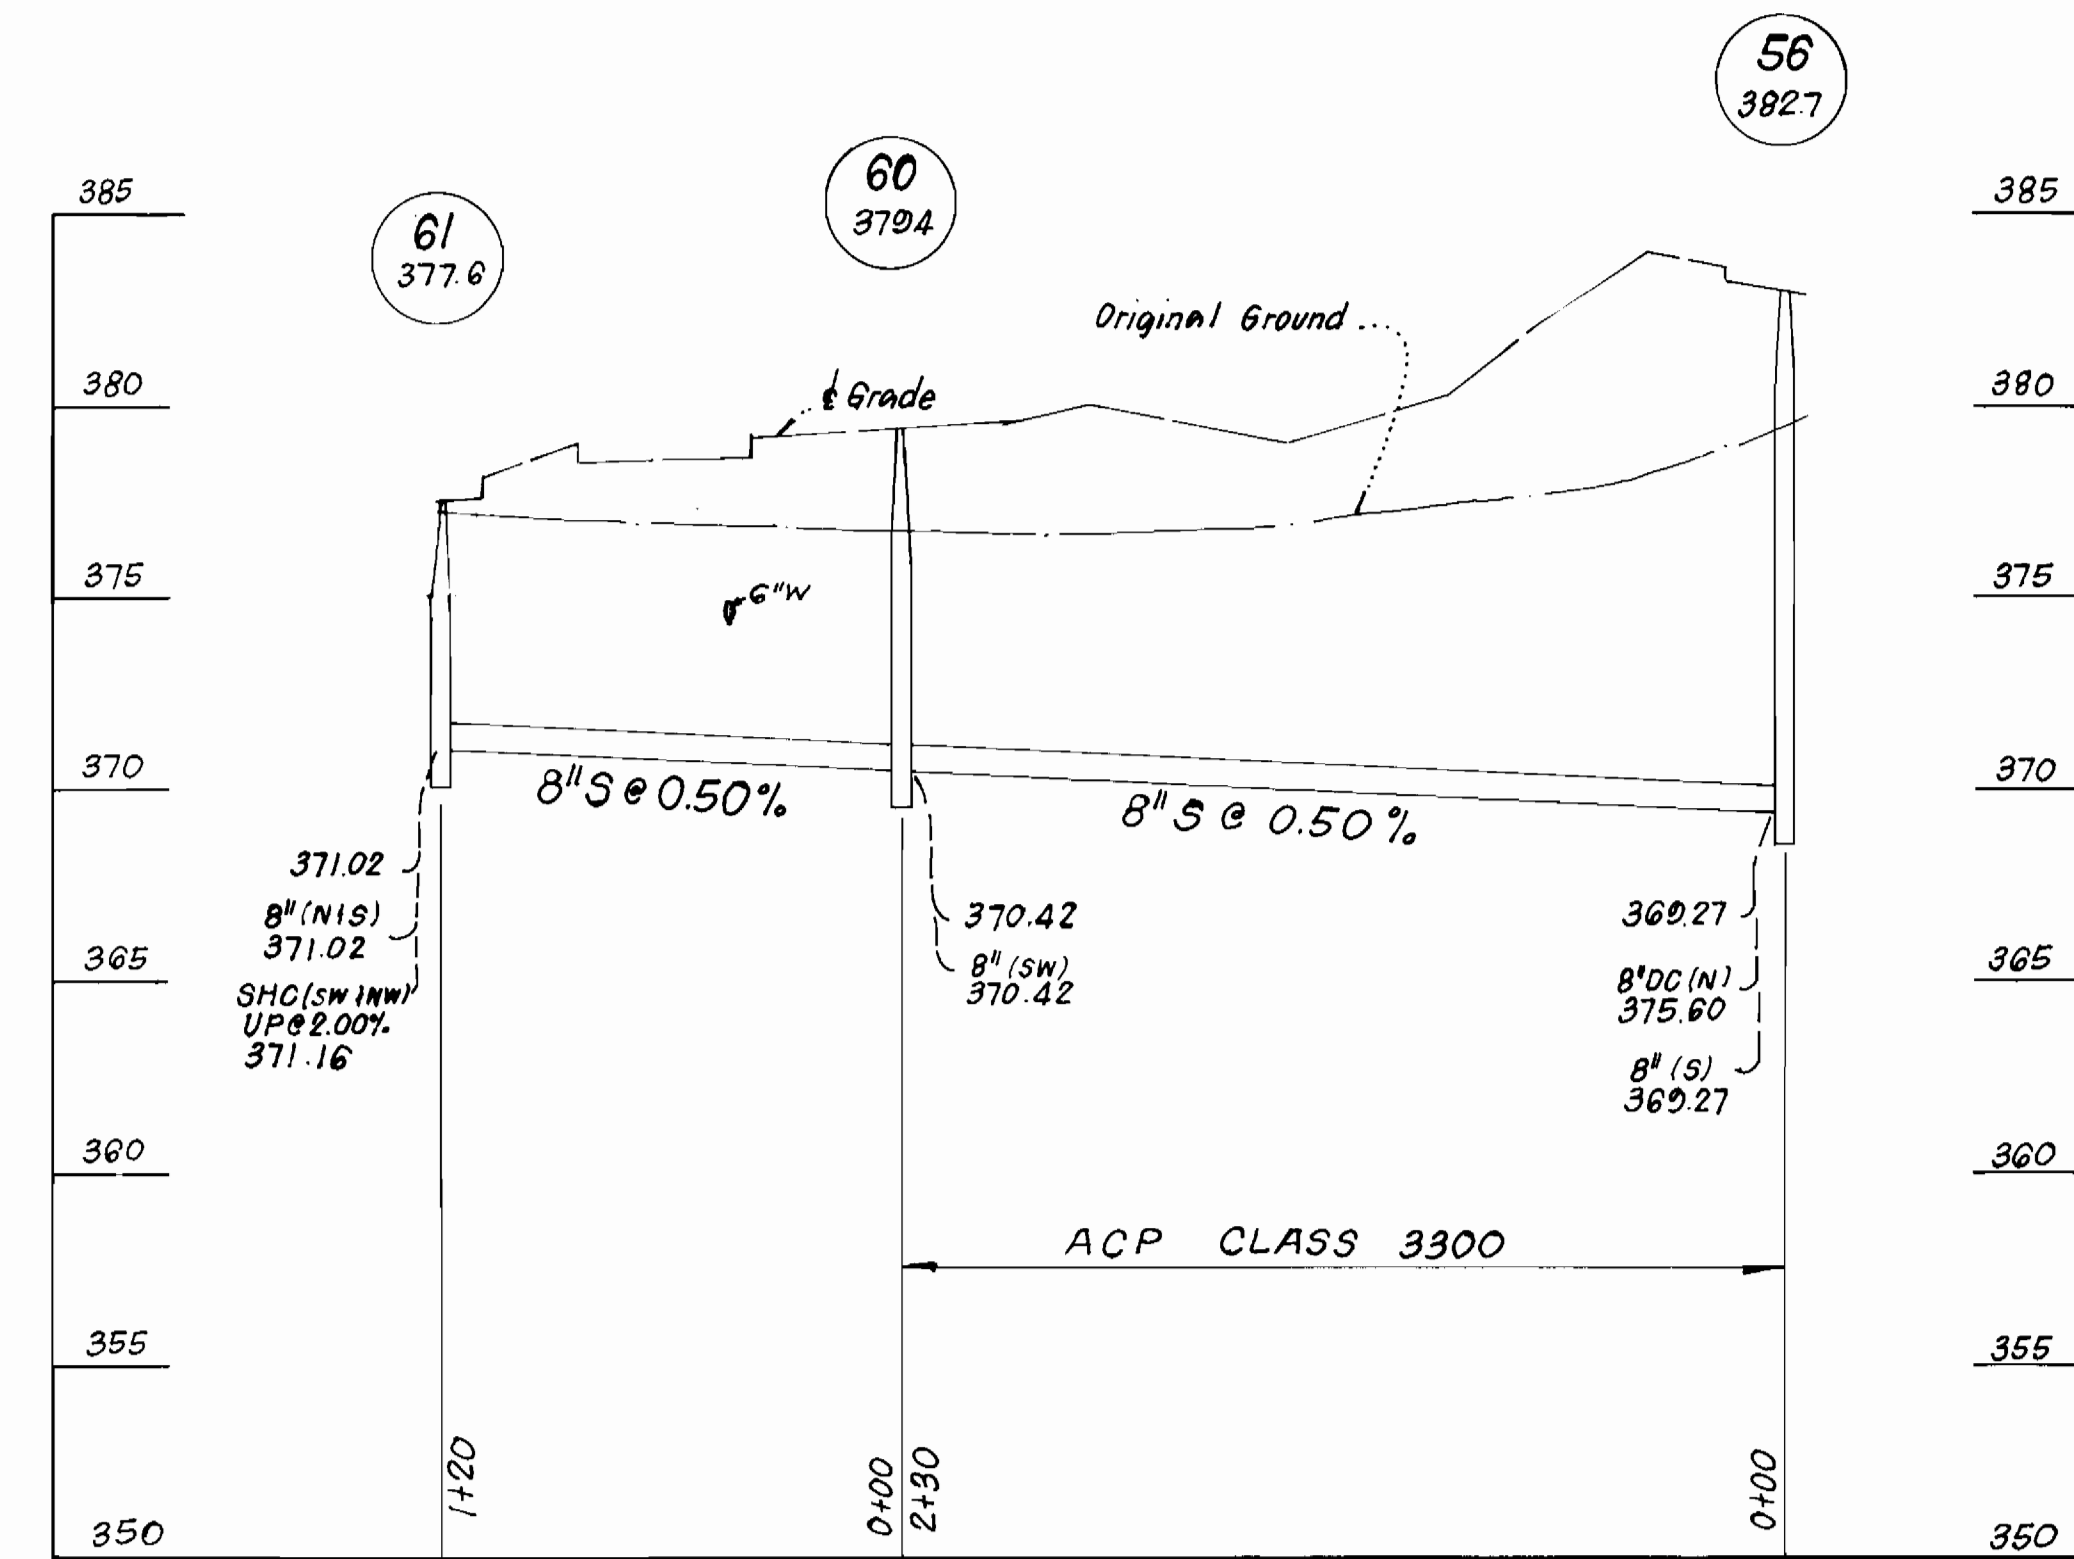 56
382.7
60
379.4
61
377.6
385
385
Original Ground
380
℄ Grade
380
375
6"W
375
370
8"S @ 0.50%
8"S @ 0.50%
370
371.02
8"(N&S)
371.02
370.42
8"(SW)
370.42
369.27
365
365
SHC(SW&NW)
UP@2.00%
371.16
8"DC(N)
375.60
8"(S)
369.27
360
360
ACP CLASS 3300
355
355
1+20
0+00
2+30
0+00
350
350